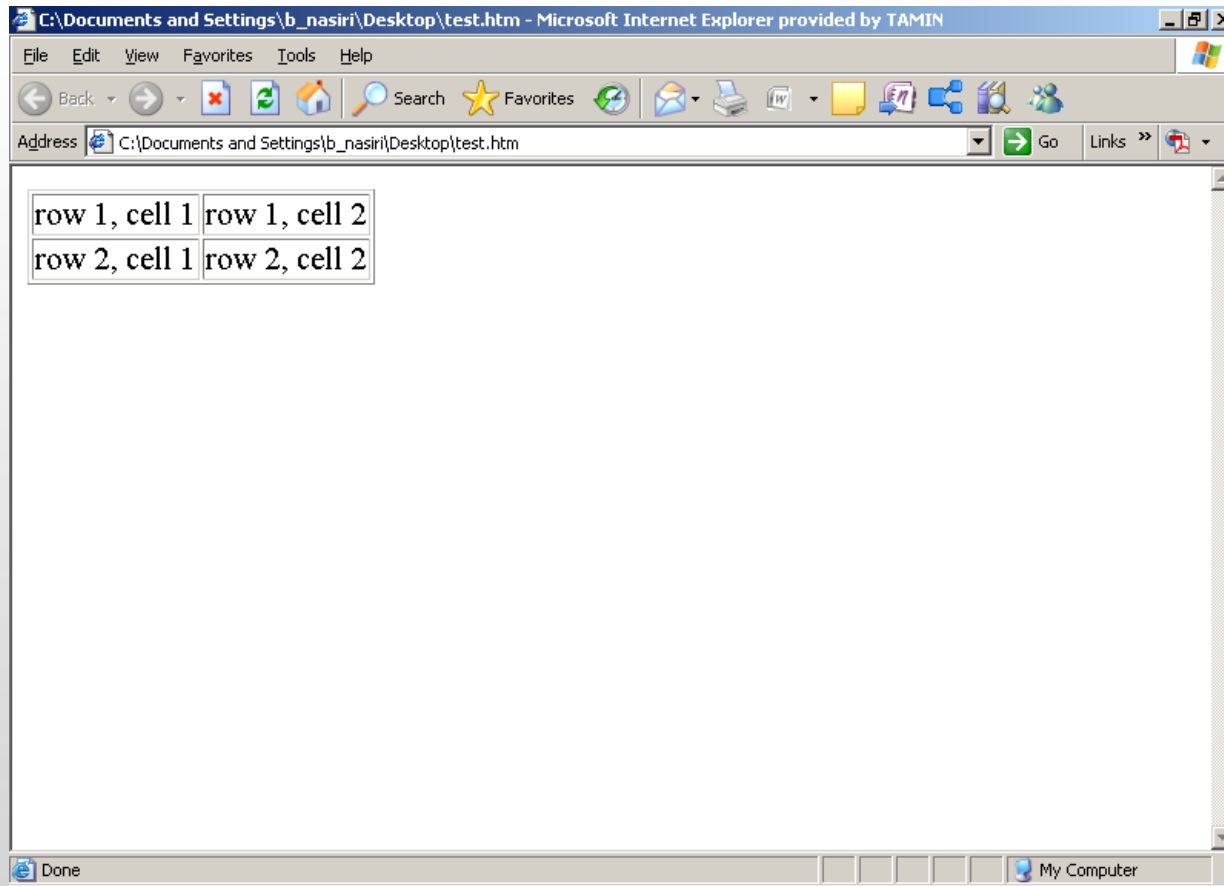 C:\Documents and Settings\b_nasiri\Desktop\test.htm - Microsoft Internet Explorer provided by TAMIN
File Edit View Favorites Tools Help
Back Search Favorites
Address C:\Documents and Settings\b_nasiri\Desktop\test.htm Go Links »
row 1, cell 1 row 1, cell 2
row 2, cell 1 row 2, cell 2
Done My Computer